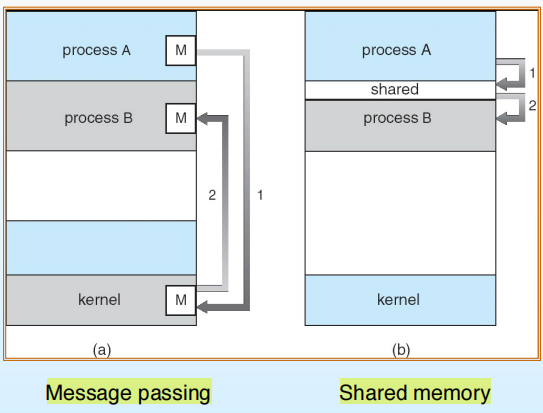 process A M
process B M
2 1
kernel M
(a)
Message passing
process A
1
shared
2
process B
kernel
(b)
Shared memory